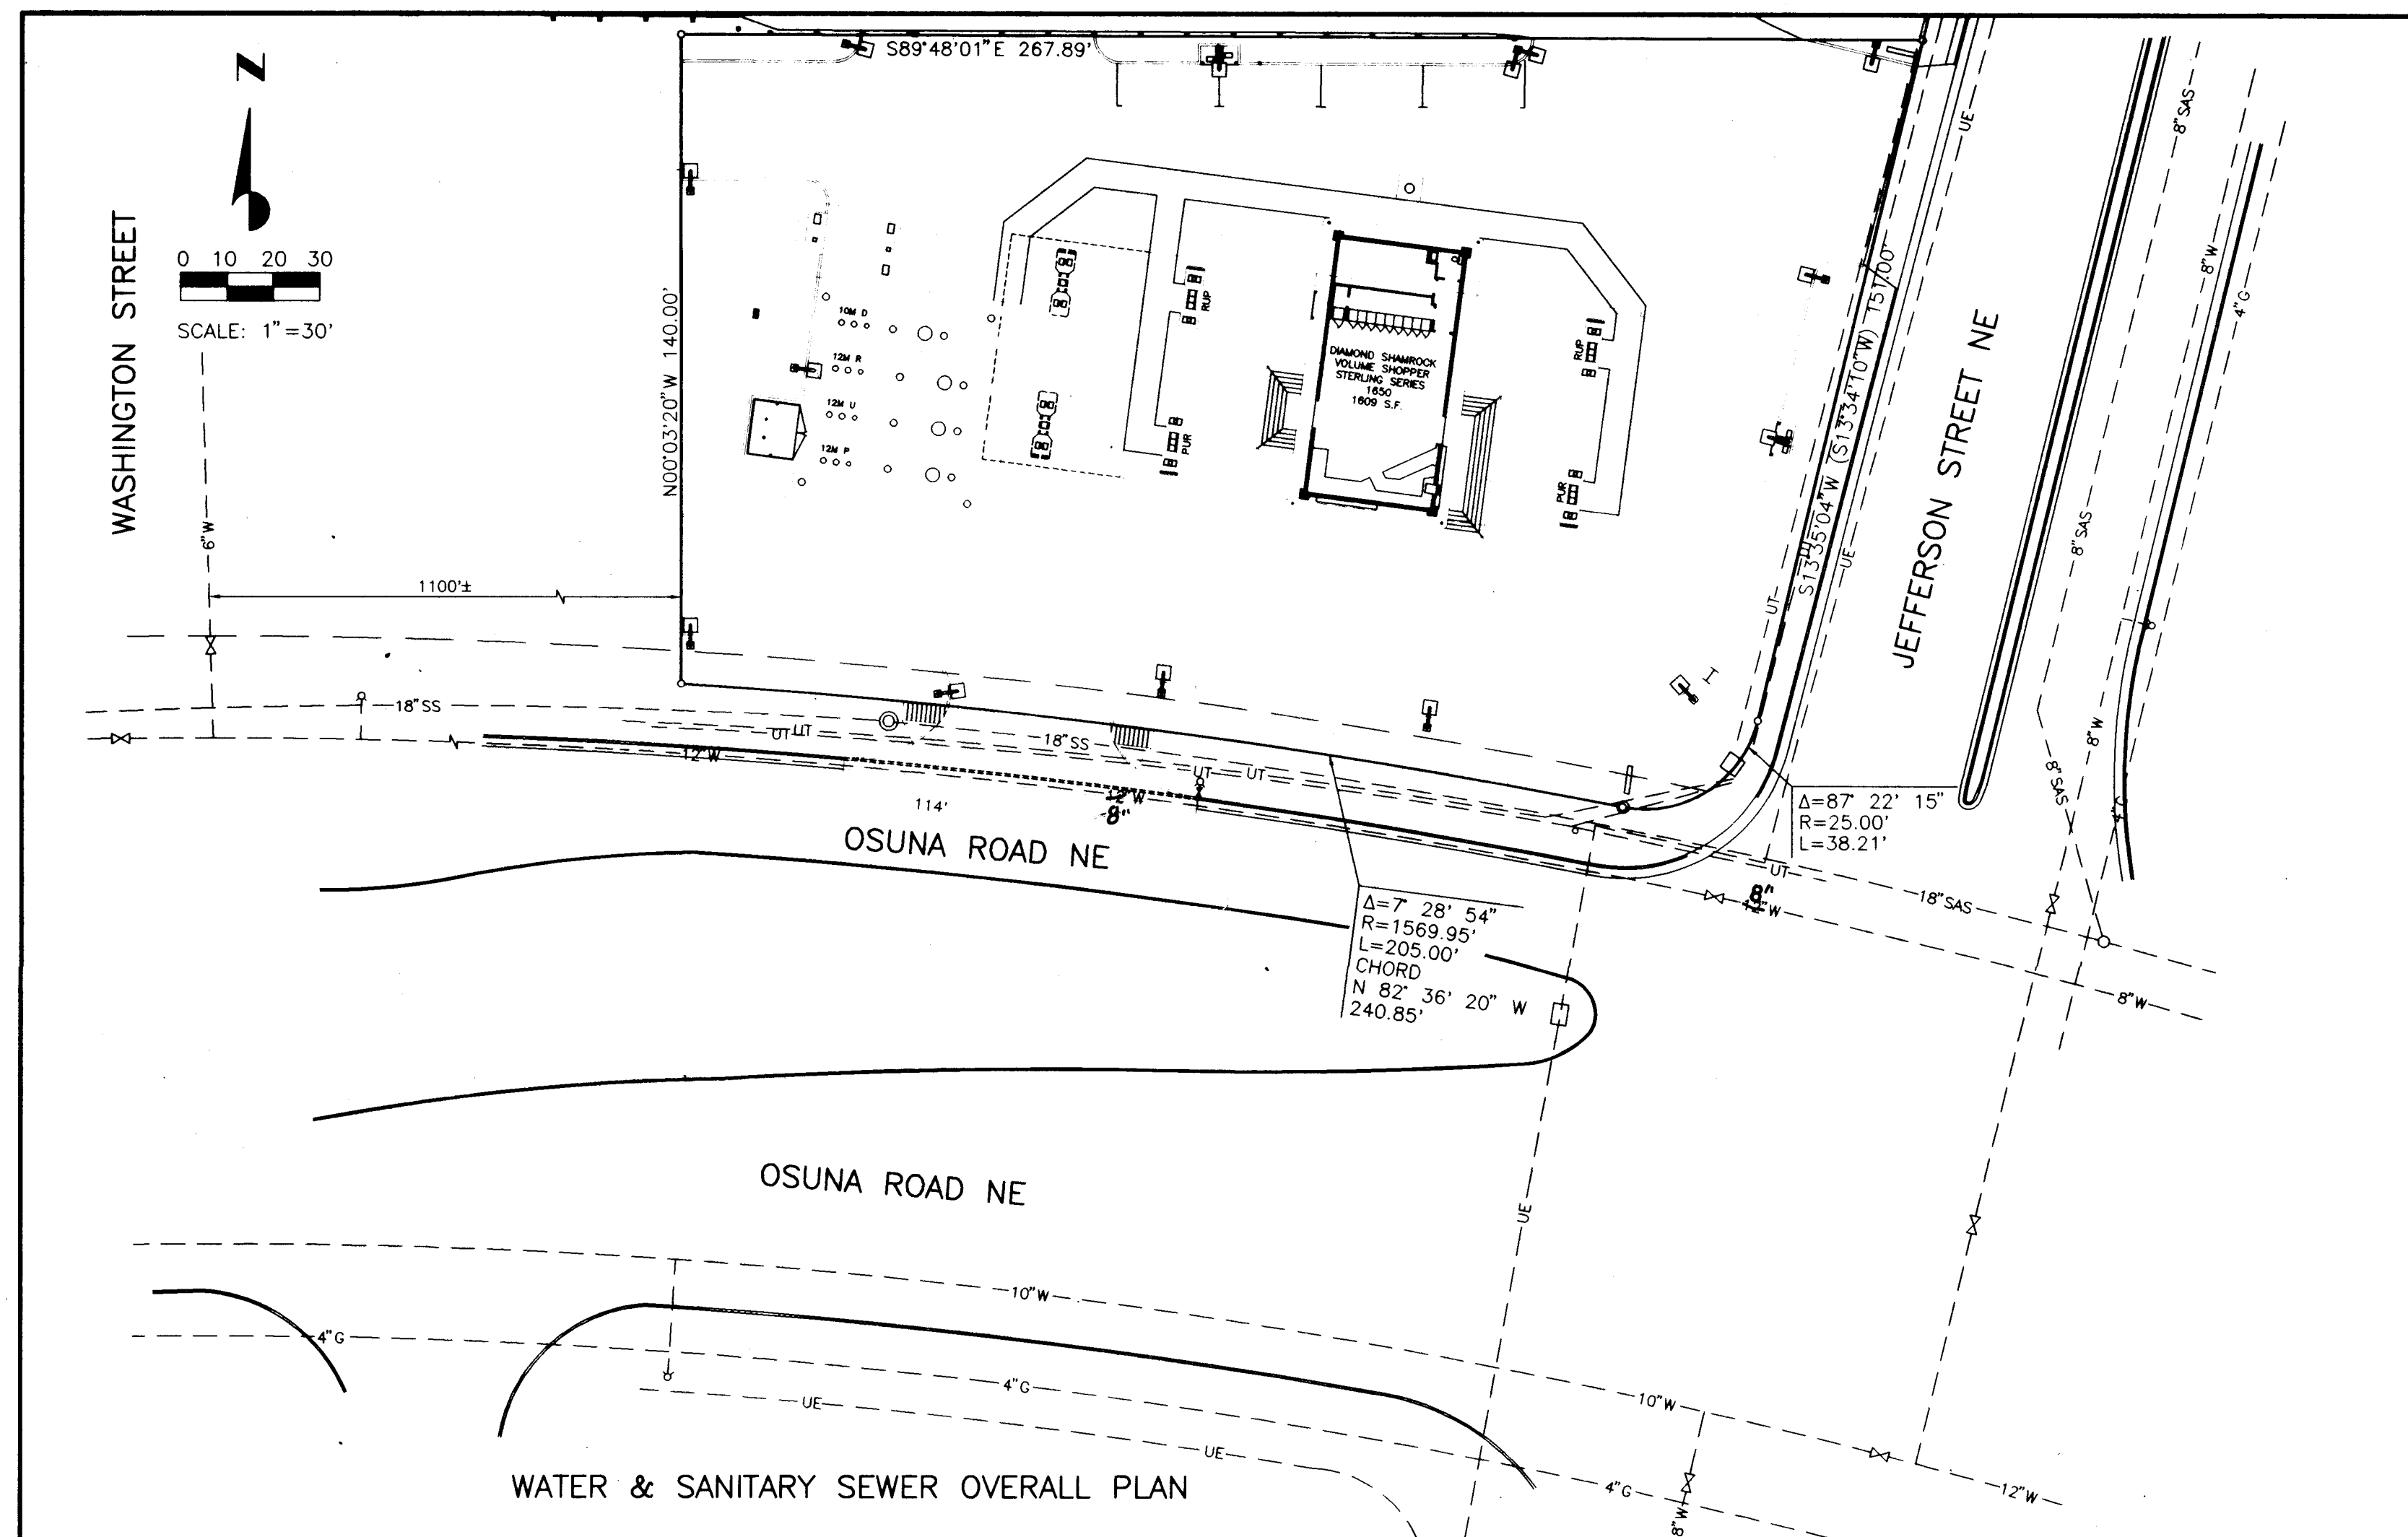 S89°48'01"E 267.89'
N
0 10 20 30
SCALE: 1"=30'
WASHINGTON STREET
6"W
1100'±
N00°03'20"W 140.00'
10M D
12M R
12M U
12M P
RUP
PUR
DIAMOND SHAMROCK
VOLUME SHOPPER
STERLING SERIES
1650
1609 S.F.
RUP
PUR
UE
8"SAS
8"W
4"G
S13°35'04"W (S13°34'10"W) 151.00'
UE
UT
JEFFERSON STREET NE
8"SAS
8"W
8"SAS
18"SS
UT
UT
18"SS
12"W
UT
UT
12"W
8"
114'
OSUNA ROAD NE
Δ=87° 22' 15"
R=25.00'
L=38.21'
UT
8"
12"W
18"SAS
8"W
Δ=7° 28' 54"
R=1569.95'
L=205.00'
CHORD
N 82° 36' 20" W
240.85'
OSUNA ROAD NE
UE
10"W
4"G
4"G
UE
UE
10"W
4"G
8"W
12"W
WATER & SANITARY SEWER OVERALL PLAN